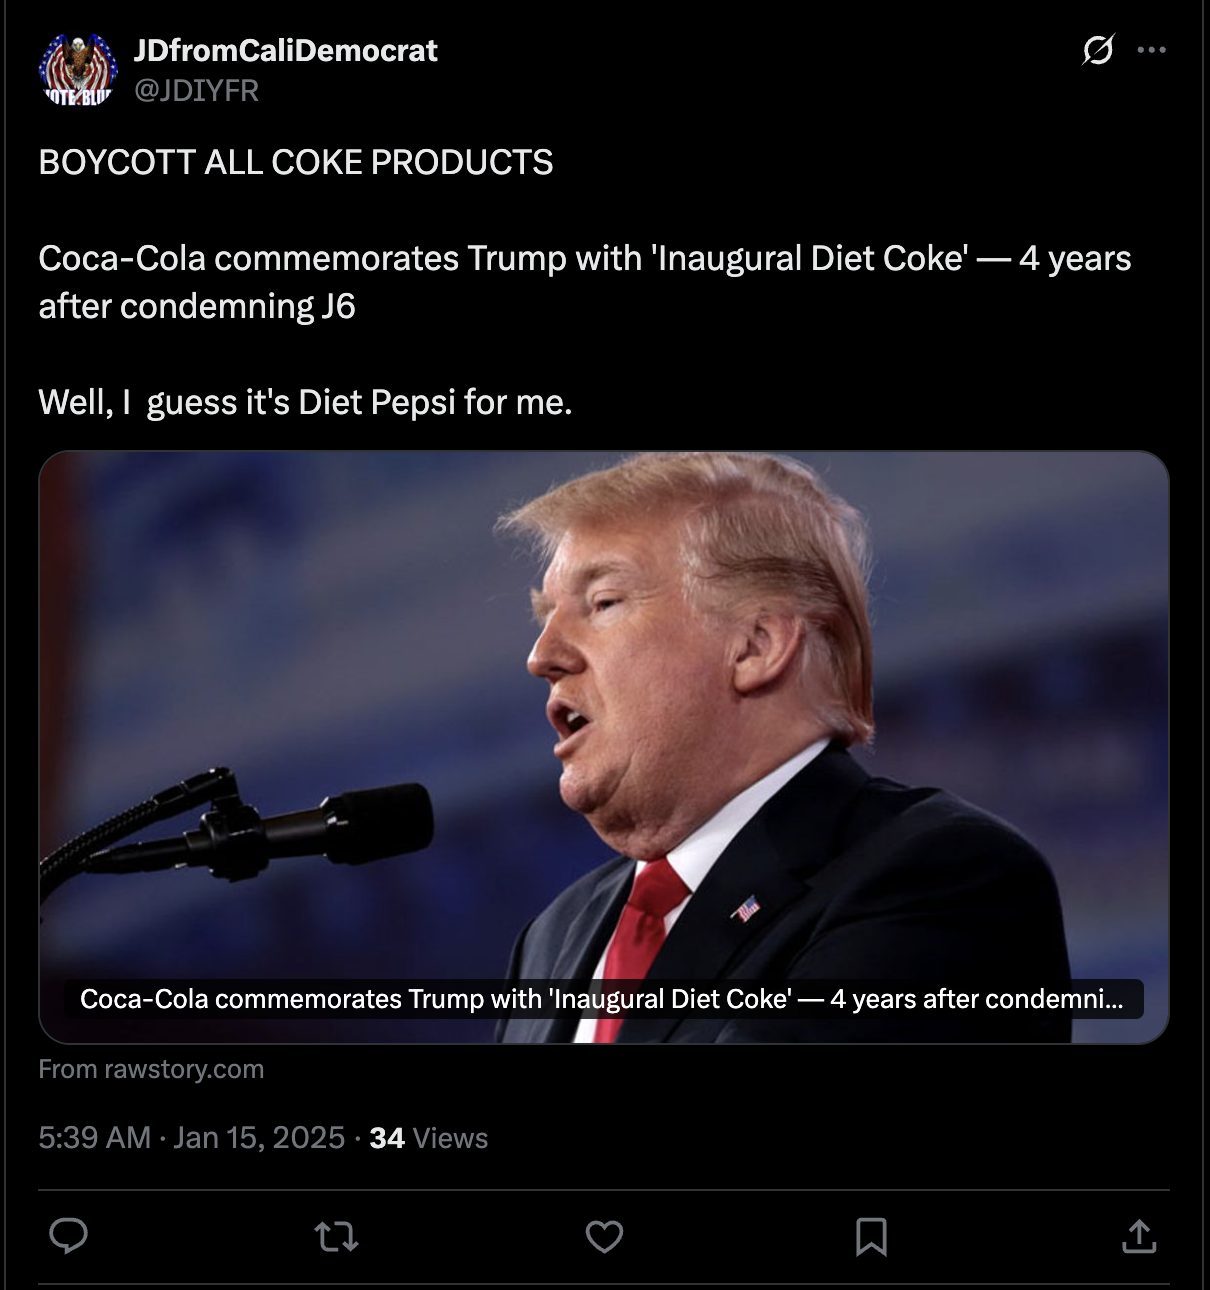 JDfromCaliDemocrat
@JDIYFR
BOYCOTT ALL COKE PRODUCTS
Coca-Cola commemorates Trump with 'Inaugural Diet Coke' — 4 years
after condemning J6
Well, I  guess it's Diet Pepsi for me.
Coca-Cola commemorates Trump with 'Inaugural Diet Coke' — 4 years after condemni...
From rawstory.com
5:39 AM · Jan 15, 2025 · 34 Views